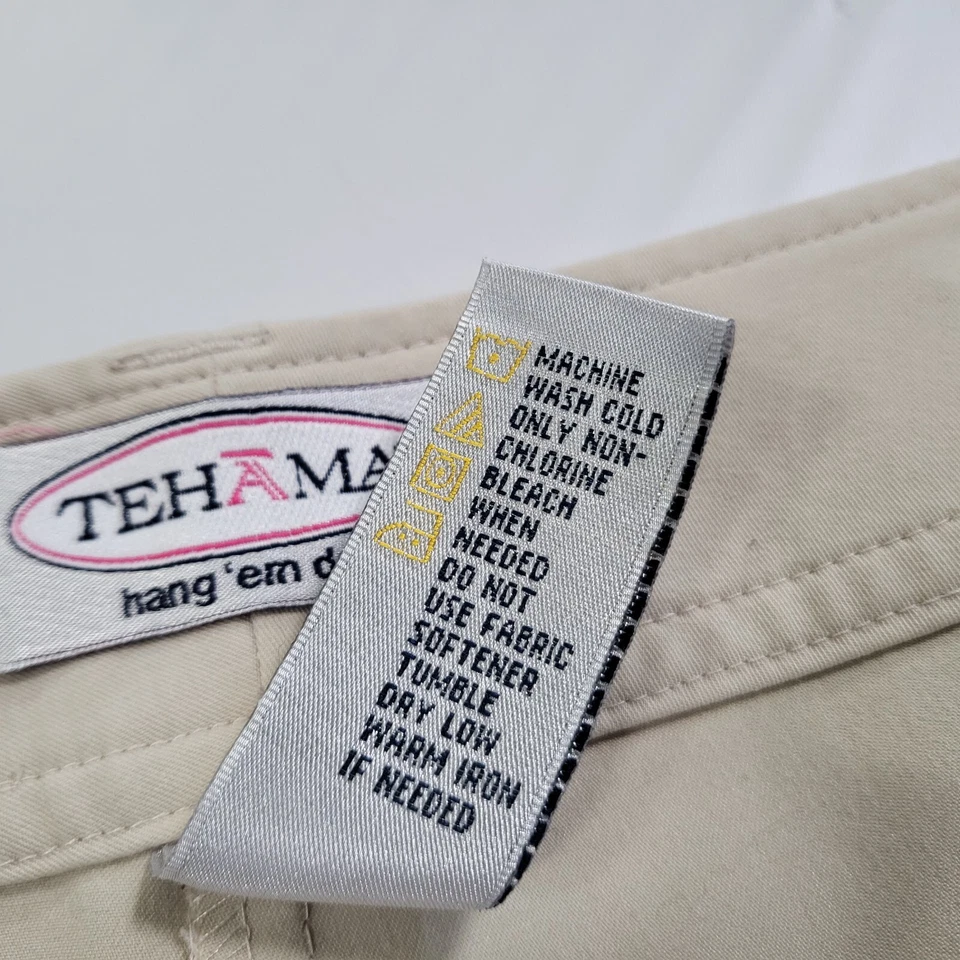 TEHAMA
hang 'em d
MACHINE
WASH COLD
ONLY NON-
CHLORINE
BLEACH
WHEN
NEEDED
DO NOT
USE FABRIC
SOFTENER
TUMBLE
DRY LOW
WARM IRON
IF NEEDED